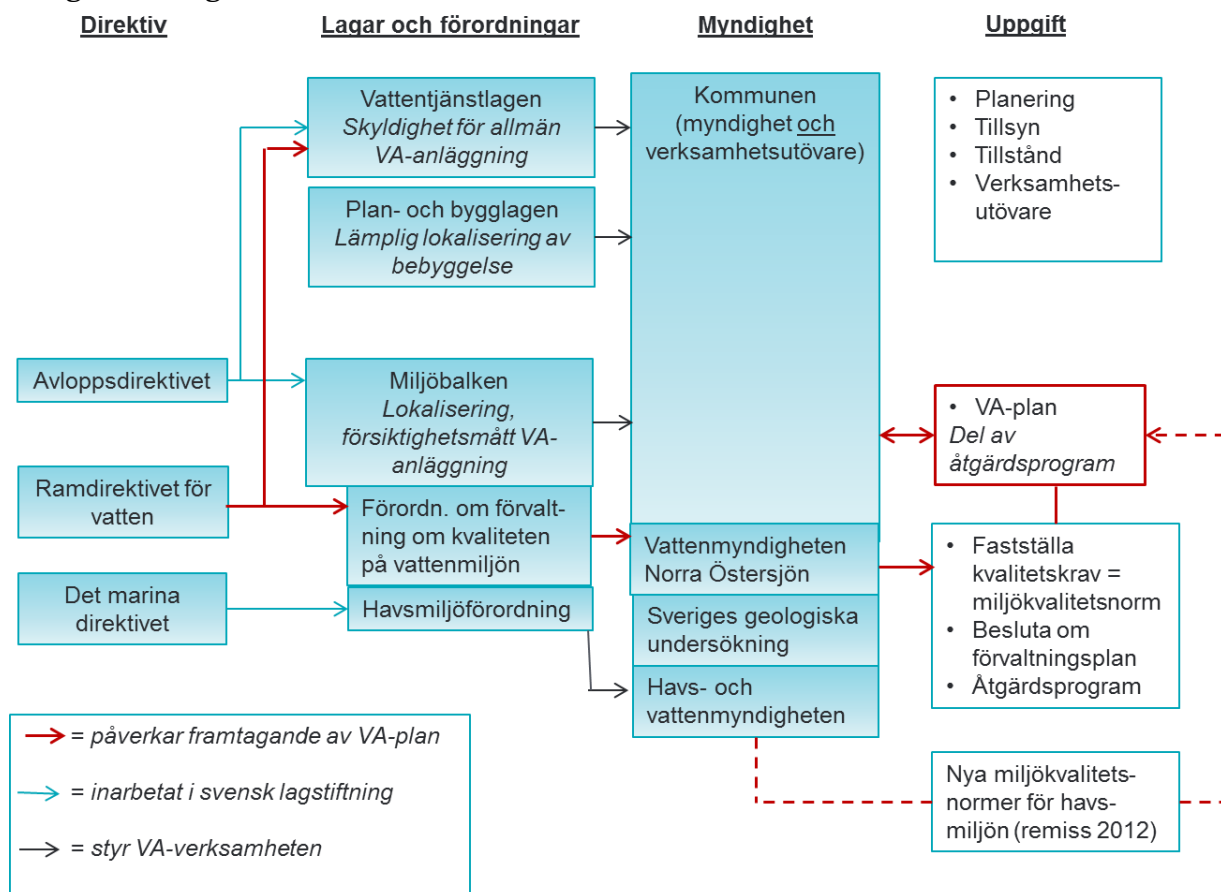 Direktiv
Lagar och förordningar
Myndighet
Uppgift
Vattentjänstlagen
Skyldighet för allmän
VA-anläggning
Plan- och bygglagen
Lämplig lokalisering av
bebyggelse
Kommunen
(myndighet och
verksamhetsutövare)
• Planering
• Tillsyn
• Tillstånd
• Verksamhets-
utövare
Avloppsdirektivet
Miljöbalken
Lokalisering,
försiktighetsmått VA-
anläggning
• VA-plan
Del av
åtgärdsprogram
Ramdirektivet för
vatten
Förordn. om förvalt-
ning om kvaliteten
på vattenmiljön
Vattenmyndigheten
Norra Östersjön
• Fastställa
kvalitetskrav =
miljökvalitetsnorm
• Besluta om
förvaltningsplan
• Åtgärdsprogram
Det marina
direktivet
Havsmiljöförordning
Sveriges geologiska
undersökning
Havs- och
vattenmyndigheten
Nya miljökvalitets-
normer för havs-
miljön (remiss 2012)
= påverkar framtagande av VA-plan
= inarbetat i svensk lagstiftning
= styr VA-verksamheten